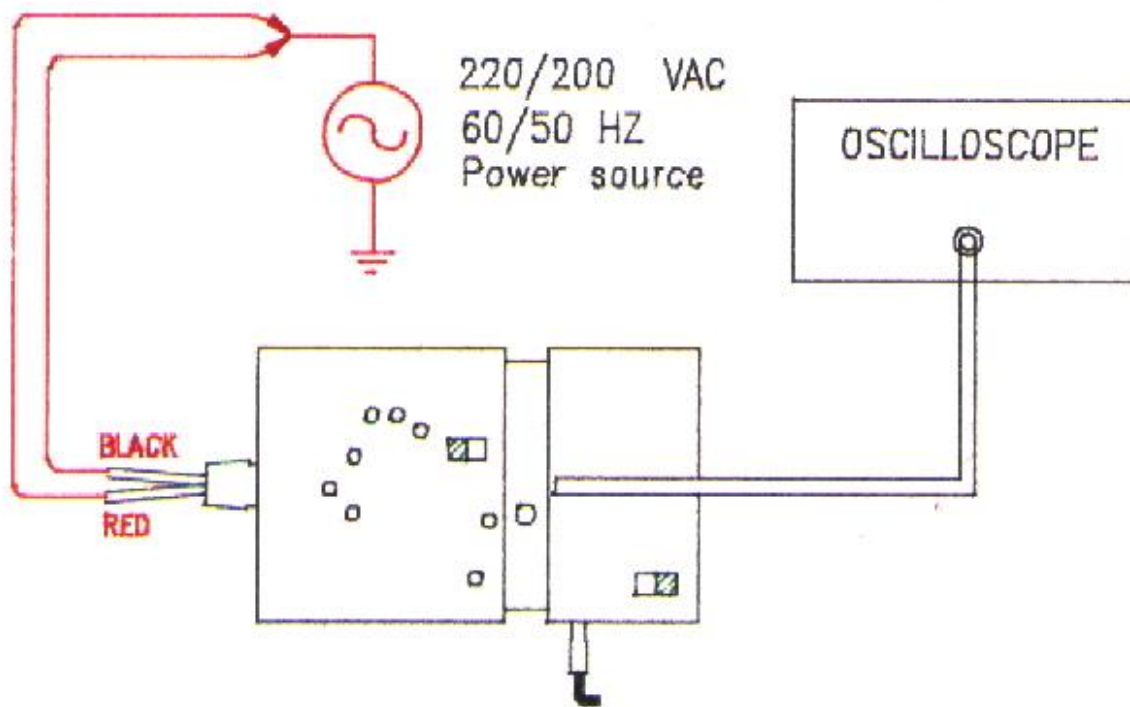 220/200 VAC
60/50 HZ
Power source
OSCILLOSCOPE
BLACK
RED